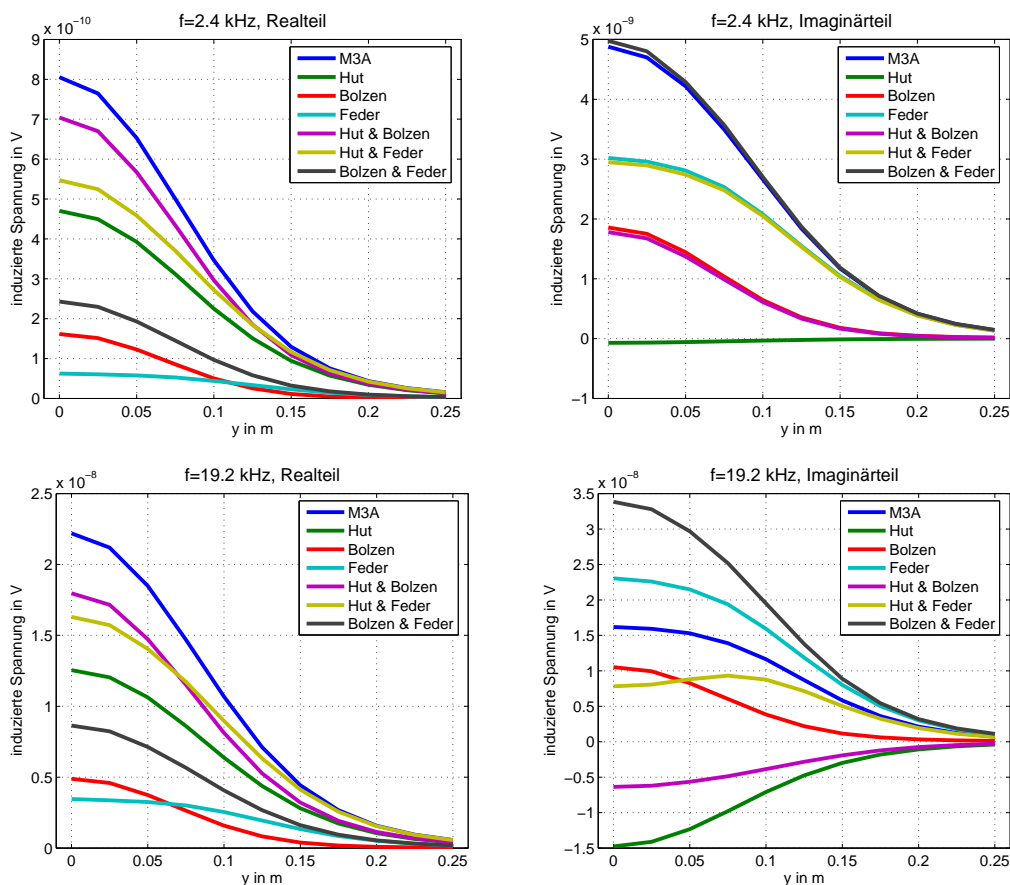 f=2.4 kHz, Realteil
x 10⁻¹⁰
9
8
7
6
5
4
3
2
1
0
induzierte Spannung in V
M3A
Hut
Bolzen
Feder
Hut & Bolzen
Hut & Feder
Bolzen & Feder
0 0.05 0.1 0.15 0.2 0.25
y in m
f=2.4 kHz, Imaginärteil
x 10⁻⁹
5
4
3
2
1
0
−1
induzierte Spannung in V
M3A
Hut
Bolzen
Feder
Hut & Bolzen
Hut & Feder
Bolzen & Feder
0 0.05 0.1 0.15 0.2 0.25
y in m
f=19.2 kHz, Realteil
x 10⁻⁸
2.5
2
1.5
1
0.5
0
induzierte Spannung in V
M3A
Hut
Bolzen
Feder
Hut & Bolzen
Hut & Feder
Bolzen & Feder
0 0.05 0.1 0.15 0.2 0.25
y in m
f=19.2 kHz, Imaginärteil
x 10⁻⁸
3.5
3
2.5
2
1.5
1
0.5
0
−0.5
−1
−1.5
induzierte Spannung in V
M3A
Hut
Bolzen
Feder
Hut & Bolzen
Hut & Feder
Bolzen & Feder
0 0.05 0.1 0.15 0.2 0.25
y in m